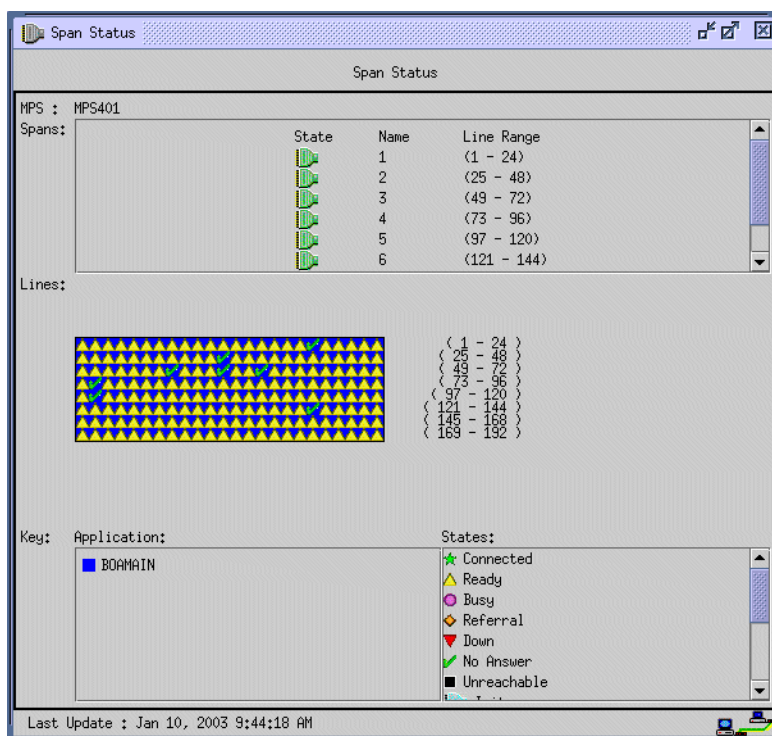 Span Status
Span Status
MPS : MPS401
Spans:
State Name Line Range
1 (1 - 24)
2 (25 - 48)
3 (49 - 72)
4 (73 - 96)
5 (97 - 120)
6 (121 - 144)
Lines:
( 1 - 24 )
( 25 - 48 )
( 49 - 72 )
( 73 - 96 )
( 97 - 120 )
( 121 - 144 )
( 145 - 168 )
( 169 - 192 )
Key: Application: States:
BOAMAIN
Connected
Ready
Busy
Referral
Down
No Answer
Unreachable
Last Update : Jan 10, 2003 9:44:18 AM